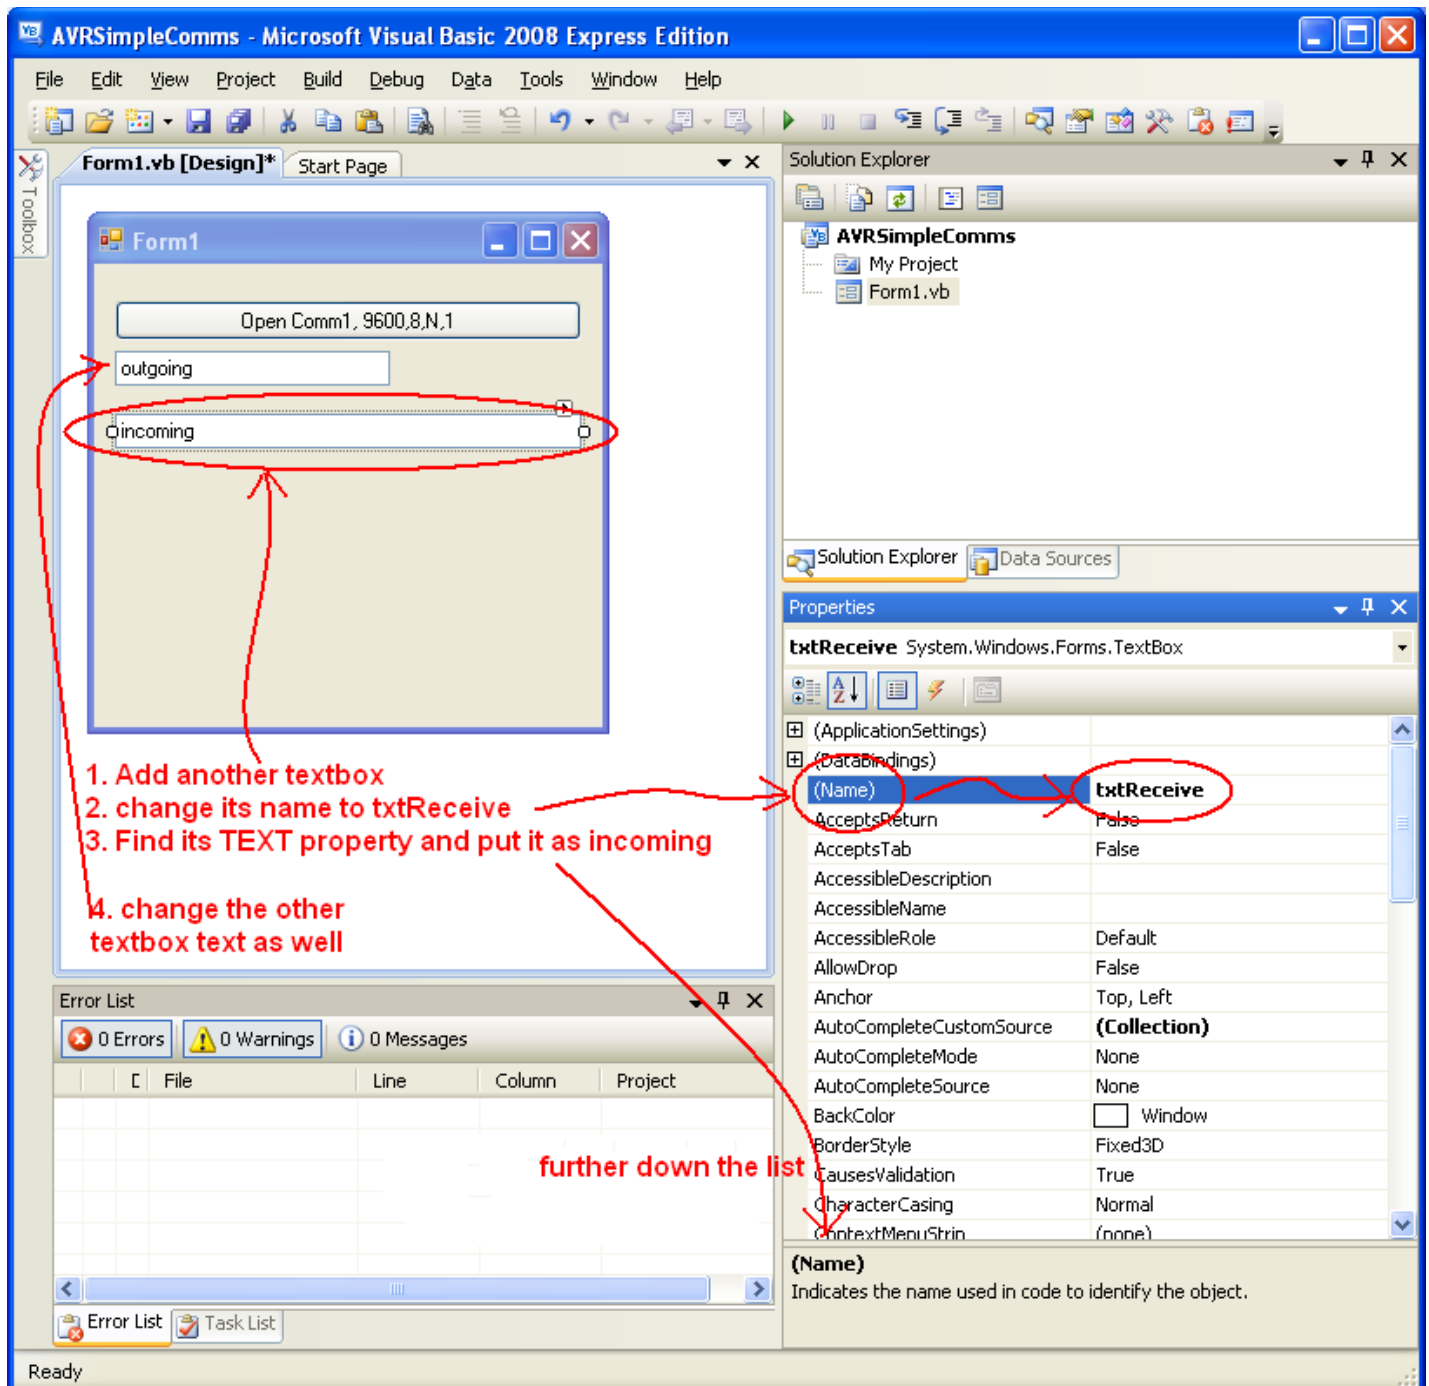 AVRSimpleComms - Microsoft Visual Basic 2008 Express Edition
File Edit View Project Build Debug Data Tools Window Help
Toolbox
Form1.vb [Design]* Start Page
Form1
Open Comm1, 9600,8,N,1
outgoing
incoming
1. Add another textbox
2. change its name to txtReceive
3. Find its TEXT property and put it as incoming
4. change the other
textbox text as well
Solution Explorer
AVRSimpleComms
My Project
Form1.vb
Solution Explorer Data Sources
Properties
txtReceive System.Windows.Forms.TextBox
(ApplicationSettings)
(DataBindings)
(Name) txtReceive
AcceptsReturn False
AcceptsTab False
AccessibleDescription
AccessibleName
AccessibleRole Default
AllowDrop False
Anchor Top, Left
AutoCompleteCustomSource (Collection)
AutoCompleteMode None
AutoCompleteSource None
BackColor Window
BorderStyle Fixed3D
CausesValidation True
CharacterCasing Normal
ContextMenuStrip (none)
further down the list
(Name)
Indicates the name used in code to identify the object.
Error List
0 Errors 0 Warnings 0 Messages
D File Line Column Project
Error List Task List
Ready